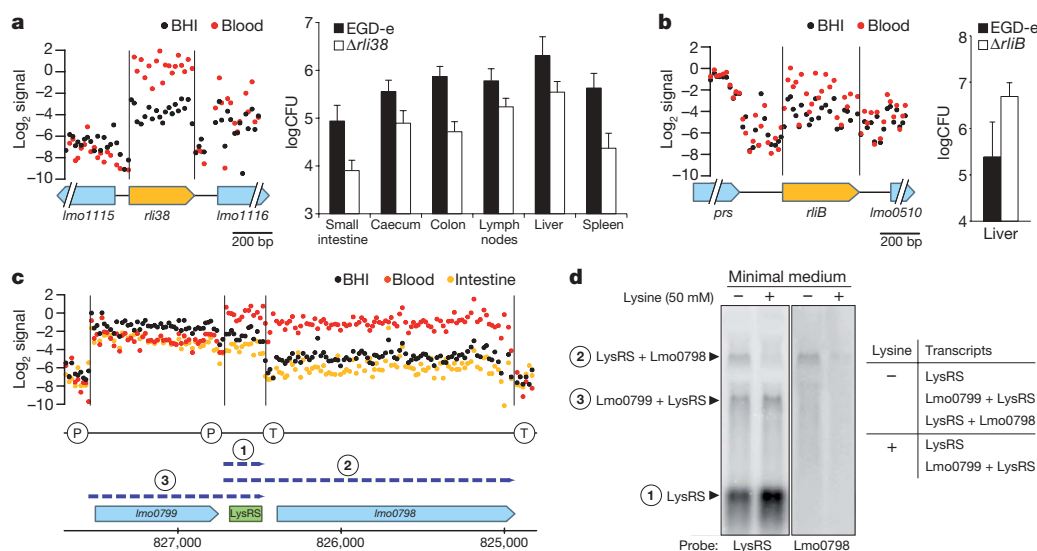 a
BHI Blood
Log2 signal
2
0
−2
−4
−6
−8
−10
lmo1115
rli38
lmo1116
200 bp
EGD-e
Δrli38
logCFU
7
6
5
4
3
Small intestine
Caecum
Colon
Lymph nodes
Liver
Spleen
b
BHI Blood
Log2 signal
4
2
0
−2
−4
−6
−8
−10
prs
rliB
lmo0510
200 bp
EGD-e
ΔrliB
logCFU
8
7
6
5
4
Liver
c
BHI Blood Intestine
Log2 signal
2
0
−2
−4
−6
−8
−10
P P T T
1
2
3
lmo0799
LysRS
lmo0798
827,000 826,000 825,000
d
Minimal medium
Lysine (50 mM) − + − +
2 LysRS + Lmo0798
3 Lmo0799 + LysRS
1 LysRS
Probe: LysRS Lmo0798
Lysine Transcripts
− LysRS
Lmo0799 + LysRS
LysRS + Lmo0798
+ LysRS
Lmo0799 + LysRS